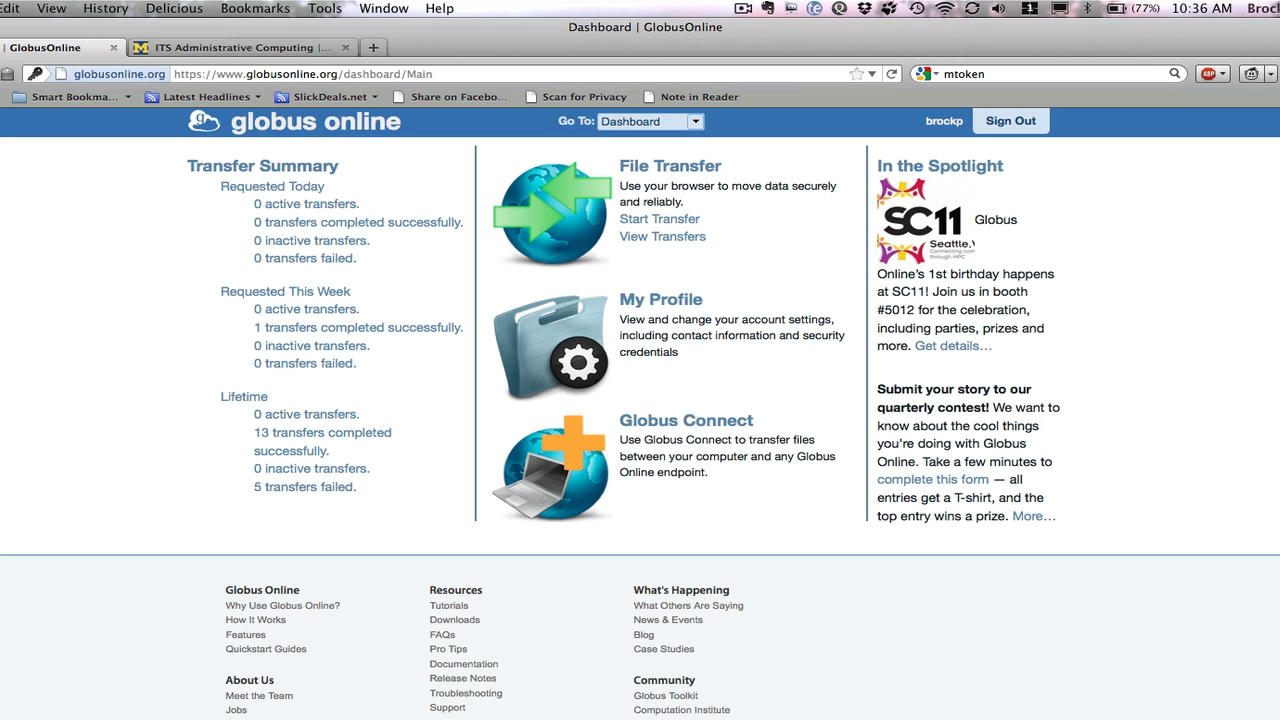 Edit View History Delicious Bookmarks Tools Window Help (77%) 10:36 AM Brock
Dashboard | GlobusOnline
| GlobusOnline ITS Administrative Computing |...
globusonline.org https://www.globusonline.org/dashboard/Main mtoken
Smart Bookma... Latest Headlines SlickDeals.net Share on Facebo... Scan for Privacy Note in Reader
globus online Go To: Dashboard brockp Sign Out
Transfer Summary
Requested Today
0 active transfers.
0 transfers completed successfully.
0 inactive transfers.
0 transfers failed.
Requested This Week
0 active transfers.
1 transfers completed successfully.
0 inactive transfers.
0 transfers failed.
Lifetime
0 active transfers.
13 transfers completed
successfully.
0 inactive transfers.
5 transfers failed.
File Transfer
Use your browser to move data securely
and reliably.
Start Transfer
View Transfers
My Profile
View and change your account settings,
including contact information and security
credentials
Globus Connect
Use Globus Connect to transfer files
between your computer and any Globus
Online endpoint.
In the Spotlight
SC11 Globus
Seattle,
Connecting
through HPC
Online's 1st birthday happens
at SC11! Join us in booth
#5012 for the celebration,
including parties, prizes and
more. Get details…
Submit your story to our
quarterly contest! We want to
know about the cool things
you're doing with Globus
Online. Take a few minutes to
complete this form — all
entries get a T-shirt, and the
top entry wins a prize. More…
Globus Online
Why Use Globus Online?
How It Works
Features
Quickstart Guides
About Us
Meet the Team
Jobs
Resources
Tutorials
Downloads
FAQs
Pro Tips
Documentation
Release Notes
Troubleshooting
Support
What's Happening
What Others Are Saying
News & Events
Blog
Case Studies
Community
Globus Toolkit
Computation Institute